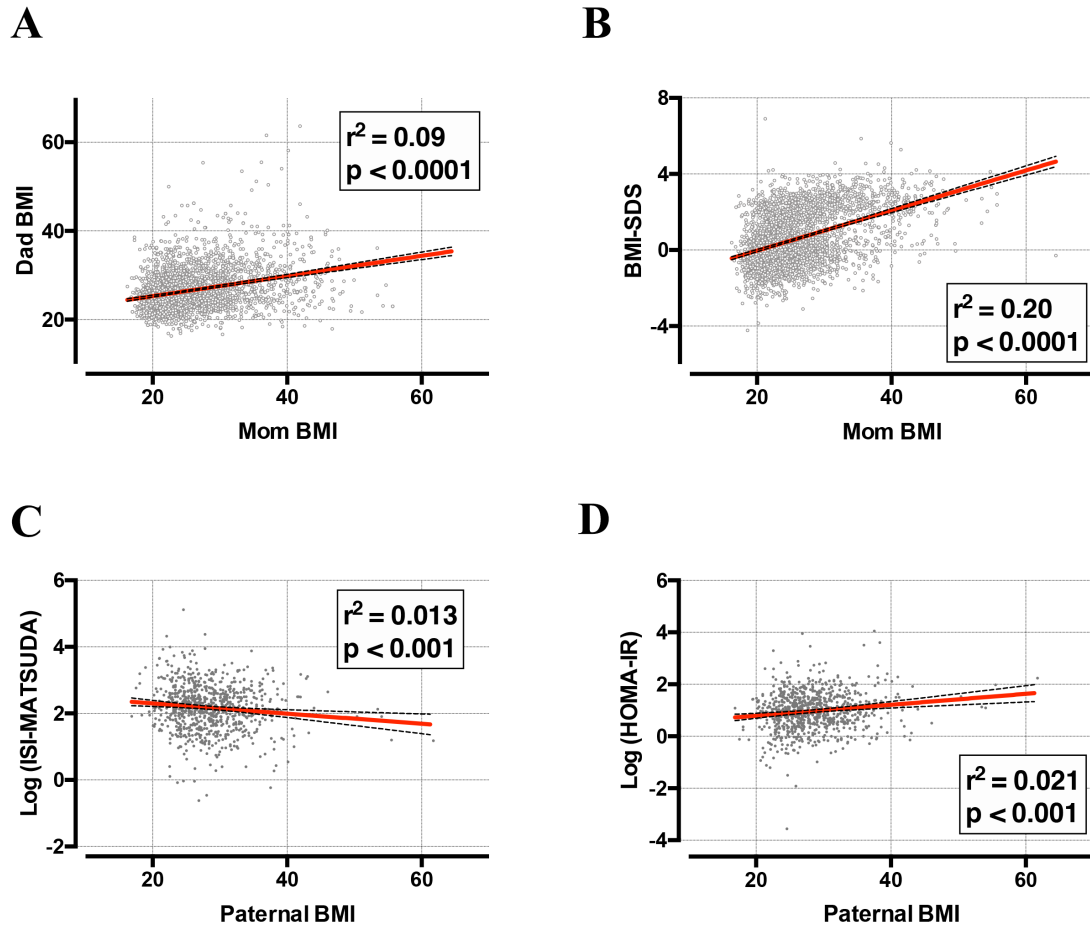 A
Dad BMI
60
40
20
r² = 0.09
p < 0.0001
20 40 60
Mom BMI
B
BMI-SDS
8
4
0
-4
r² = 0.20
p < 0.0001
20 40 60
Mom BMI
C
Log (ISI-MATSUDA)
6
4
2
0
-2
r² = 0.013
p < 0.001
20 40 60
Paternal BMI
D
Log (HOMA-IR)
6
4
2
0
-2
-4
r² = 0.021
p < 0.001
20 40 60
Paternal BMI